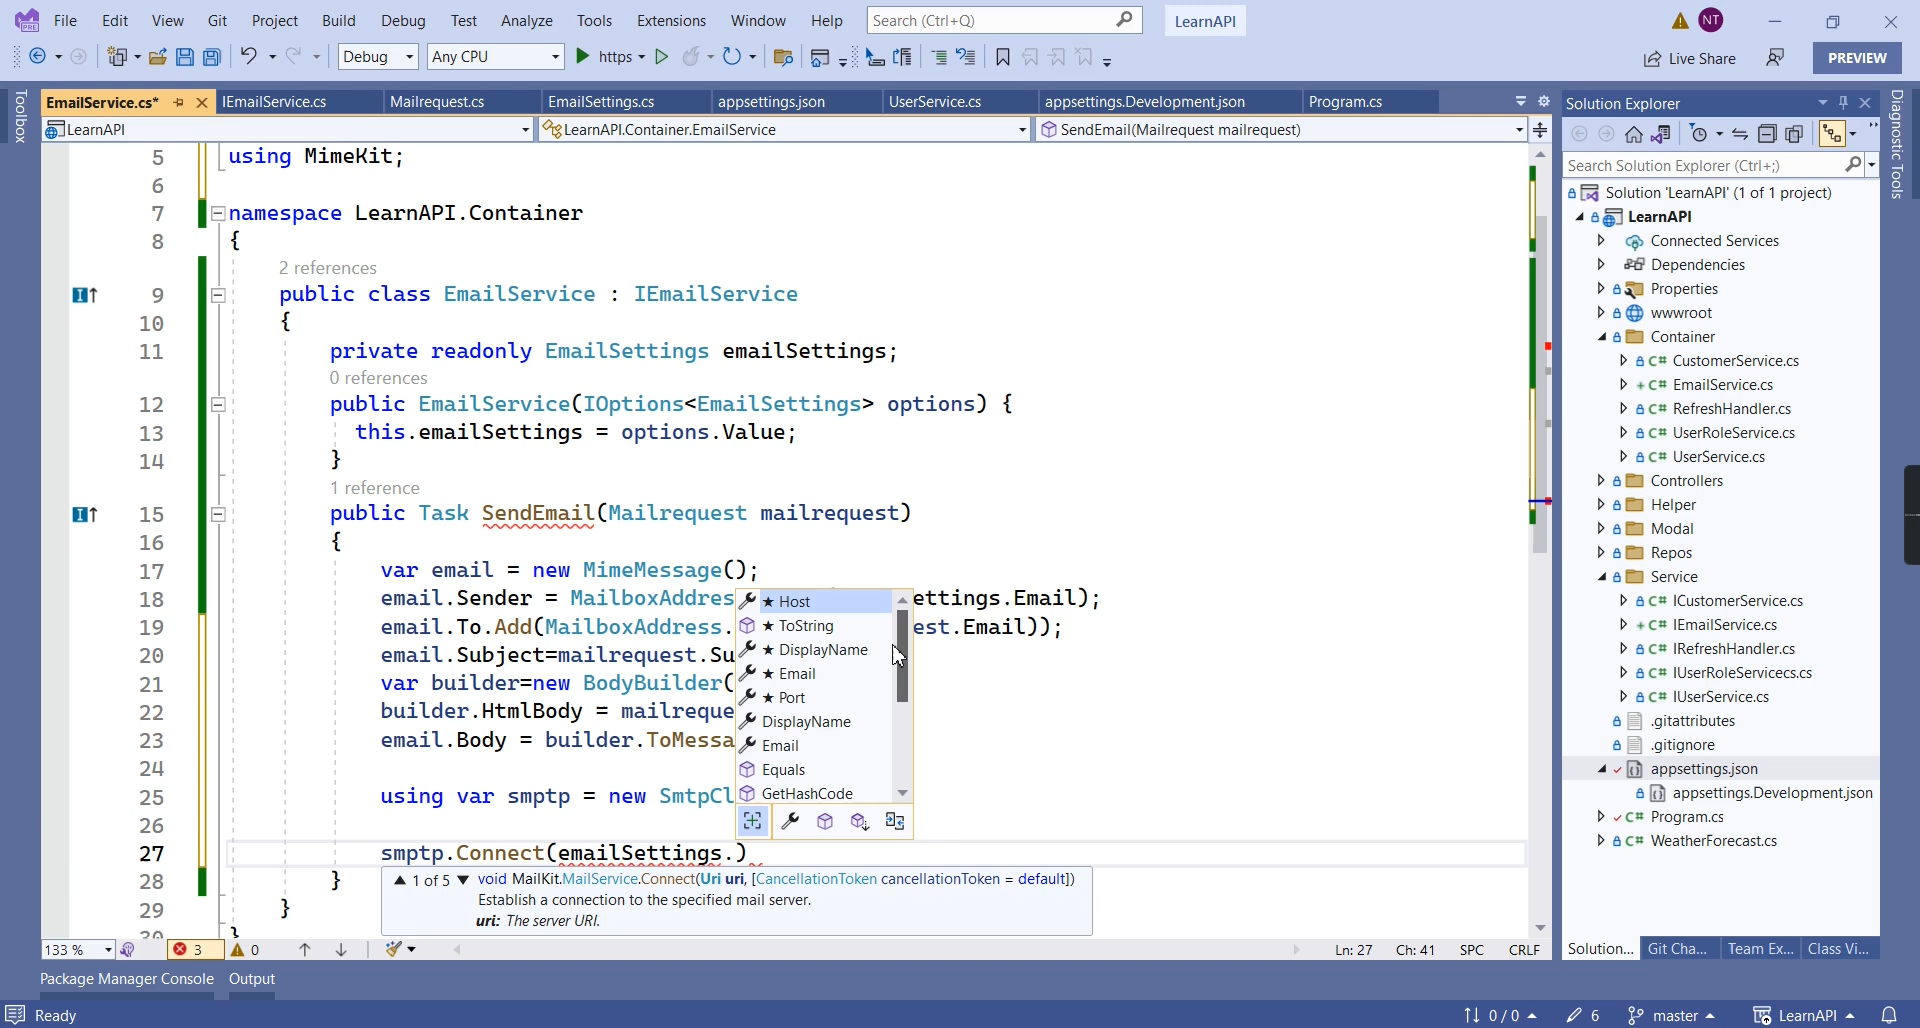 File Edit View Git Project Build Debug Test Analyze Tools Extensions Window Help Search (Ctrl+Q) LearnAPI NT
Debug Any CPU https Live Share PREVIEW
Toolbox
EmailService.cs* IEmailService.cs Mailrequest.cs EmailSettings.cs appsettings.json UserService.cs appsettings.Development.json Program.cs
LearnAPI LearnAPI.Container.EmailService SendEmail(Mailrequest mailrequest)
5 using MimeKit;
6
7 namespace LearnAPI.Container
8 {
2 references
9 public class EmailService : IEmailService
10 {
11 private readonly EmailSettings emailSettings;
0 references
12 public EmailService(IOptions<EmailSettings> options) {
13 this.emailSettings = options.Value;
14 }
1 reference
15 public Task SendEmail(Mailrequest mailrequest)
16 {
17 var email = new MimeMessage();
18 email.Sender = MailboxAddres ettings.Email);
19 email.To.Add(MailboxAddress. est.Email));
20 email.Subject=mailrequest.Su
21 var builder=new BodyBuilder(
22 builder.HtmlBody = mailreque
23 email.Body = builder.ToMessa
24
25 using var smptp = new SmtpCl
26
27 smptp.Connect(emailSettings.)
28 }
29 }
30 }
★ Host
★ ToString
★ DisplayName
★ Email
★ Port
DisplayName
Email
Equals
GetHashCode
▲ 1 of 5 ▼ void MailKit.MailService.Connect(Uri uri, [CancellationToken cancellationToken = default])
Establish a connection to the specified mail server.
uri: The server URI.
133 % 3 0 Ln: 27 Ch: 41 SPC CRLF
Package Manager Console Output
Ready 0 / 0 6 master LearnAPI
Solution Explorer
Search Solution Explorer (Ctrl+;)
Solution 'LearnAPI' (1 of 1 project)
LearnAPI
Connected Services
Dependencies
Properties
wwwroot
Container
C# CustomerService.cs
+ C# EmailService.cs
C# RefreshHandler.cs
C# UserRoleService.cs
C# UserService.cs
Controllers
Helper
Modal
Repos
Service
C# ICustomerService.cs
+ C# IEmailService.cs
C# IRefreshHandler.cs
C# IUserRoleServicecs.cs
C# IUserService.cs
.gitattributes
.gitignore
appsettings.json
appsettings.Development.json
C# Program.cs
C# WeatherForecast.cs
Solution... Git Cha... Team Ex... Class Vi...
Diagnostic Tools